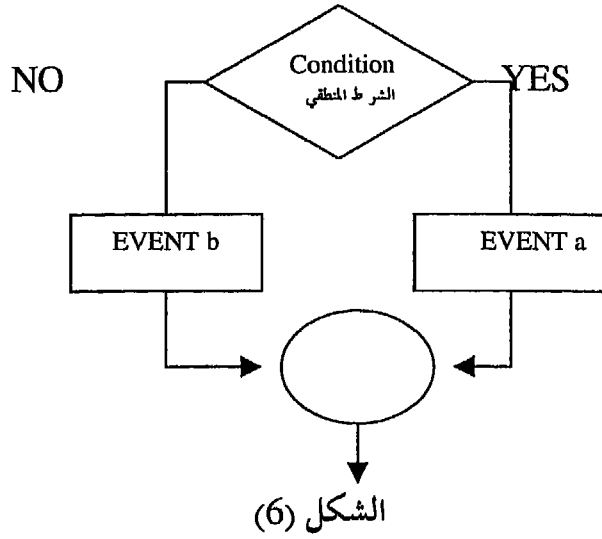 Condition
NO
YES
الشرط المنطقي
EVENT b
EVENT a
الشكل (6)